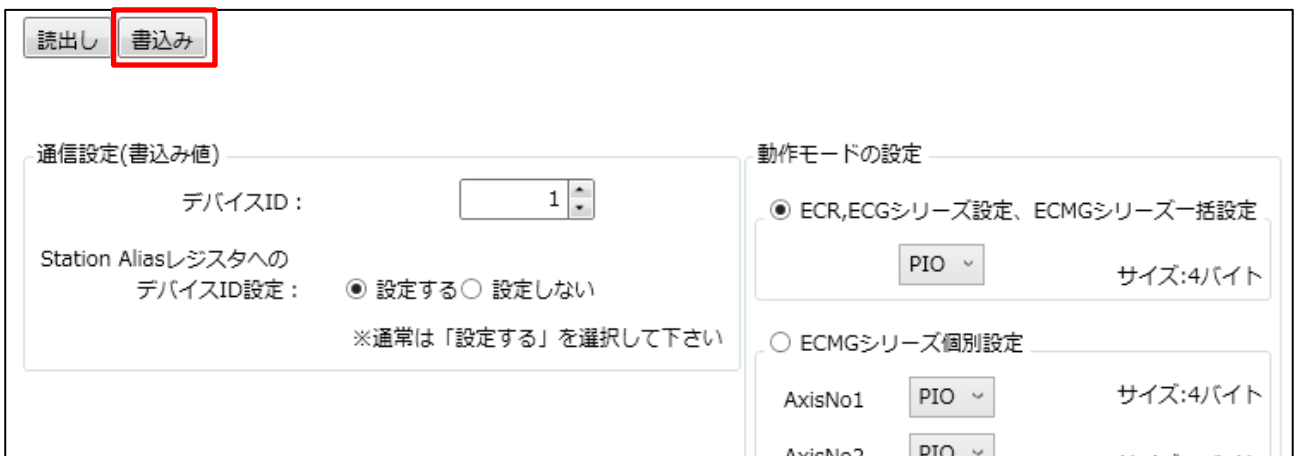 読出し 書込み
通信設定(書込み値)
デバイスID： 1
Station Aliasレジスタへの
デバイスID設定： 設定する 設定しない
※通常は「設定する」を選択して下さい
動作モードの設定
ECR,ECGシリーズ設定、ECMGシリーズ一括設定
PIO サイズ:4バイト
ECMGシリーズ個別設定
AxisNo1 PIO サイズ:4バイト
AxisNo2 PIO